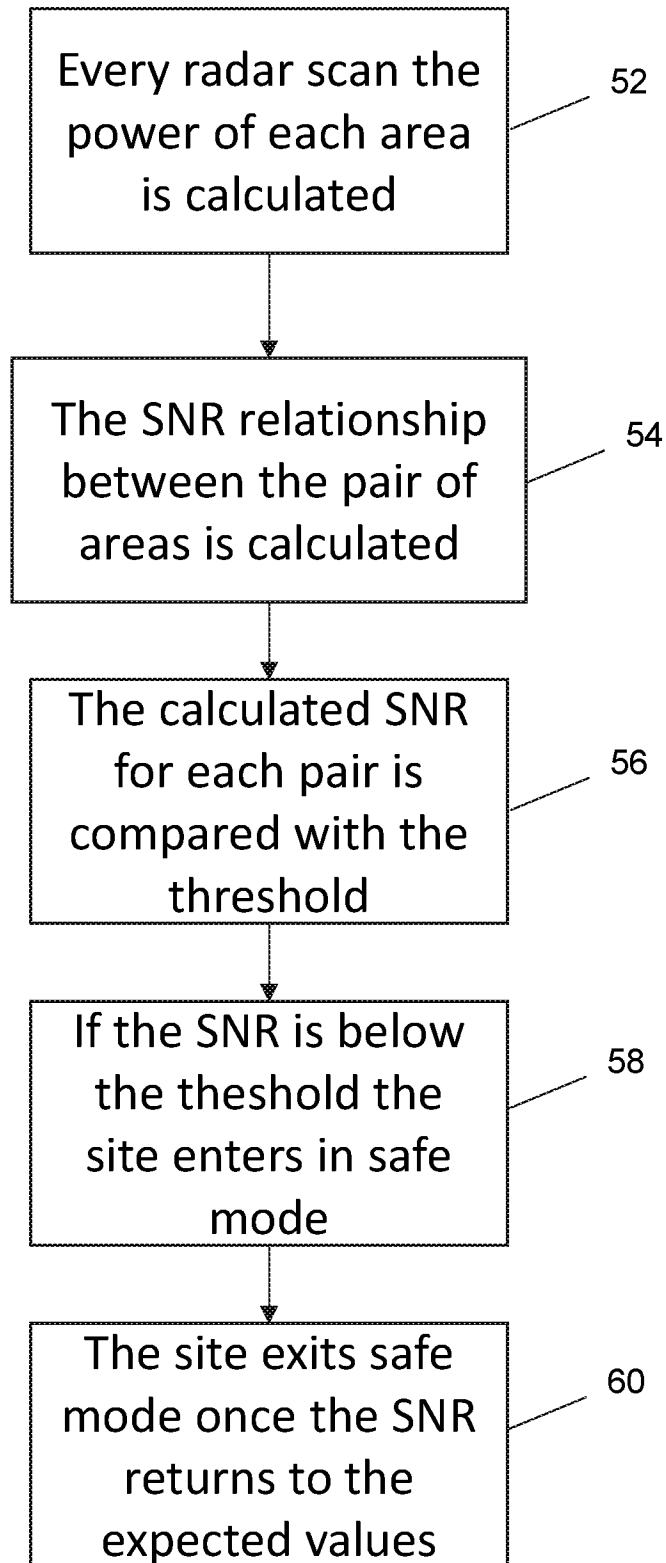 Every radar scan the
power of each area
is calculated
52
The SNR relationship
between the pair of
areas is calculated
54
The calculated SNR
for each pair is
compared with the
threshold
56
If the SNR is below
the theshold the
site enters in safe
mode
58
The site exits safe
mode once the SNR
returns to the
expected values
60